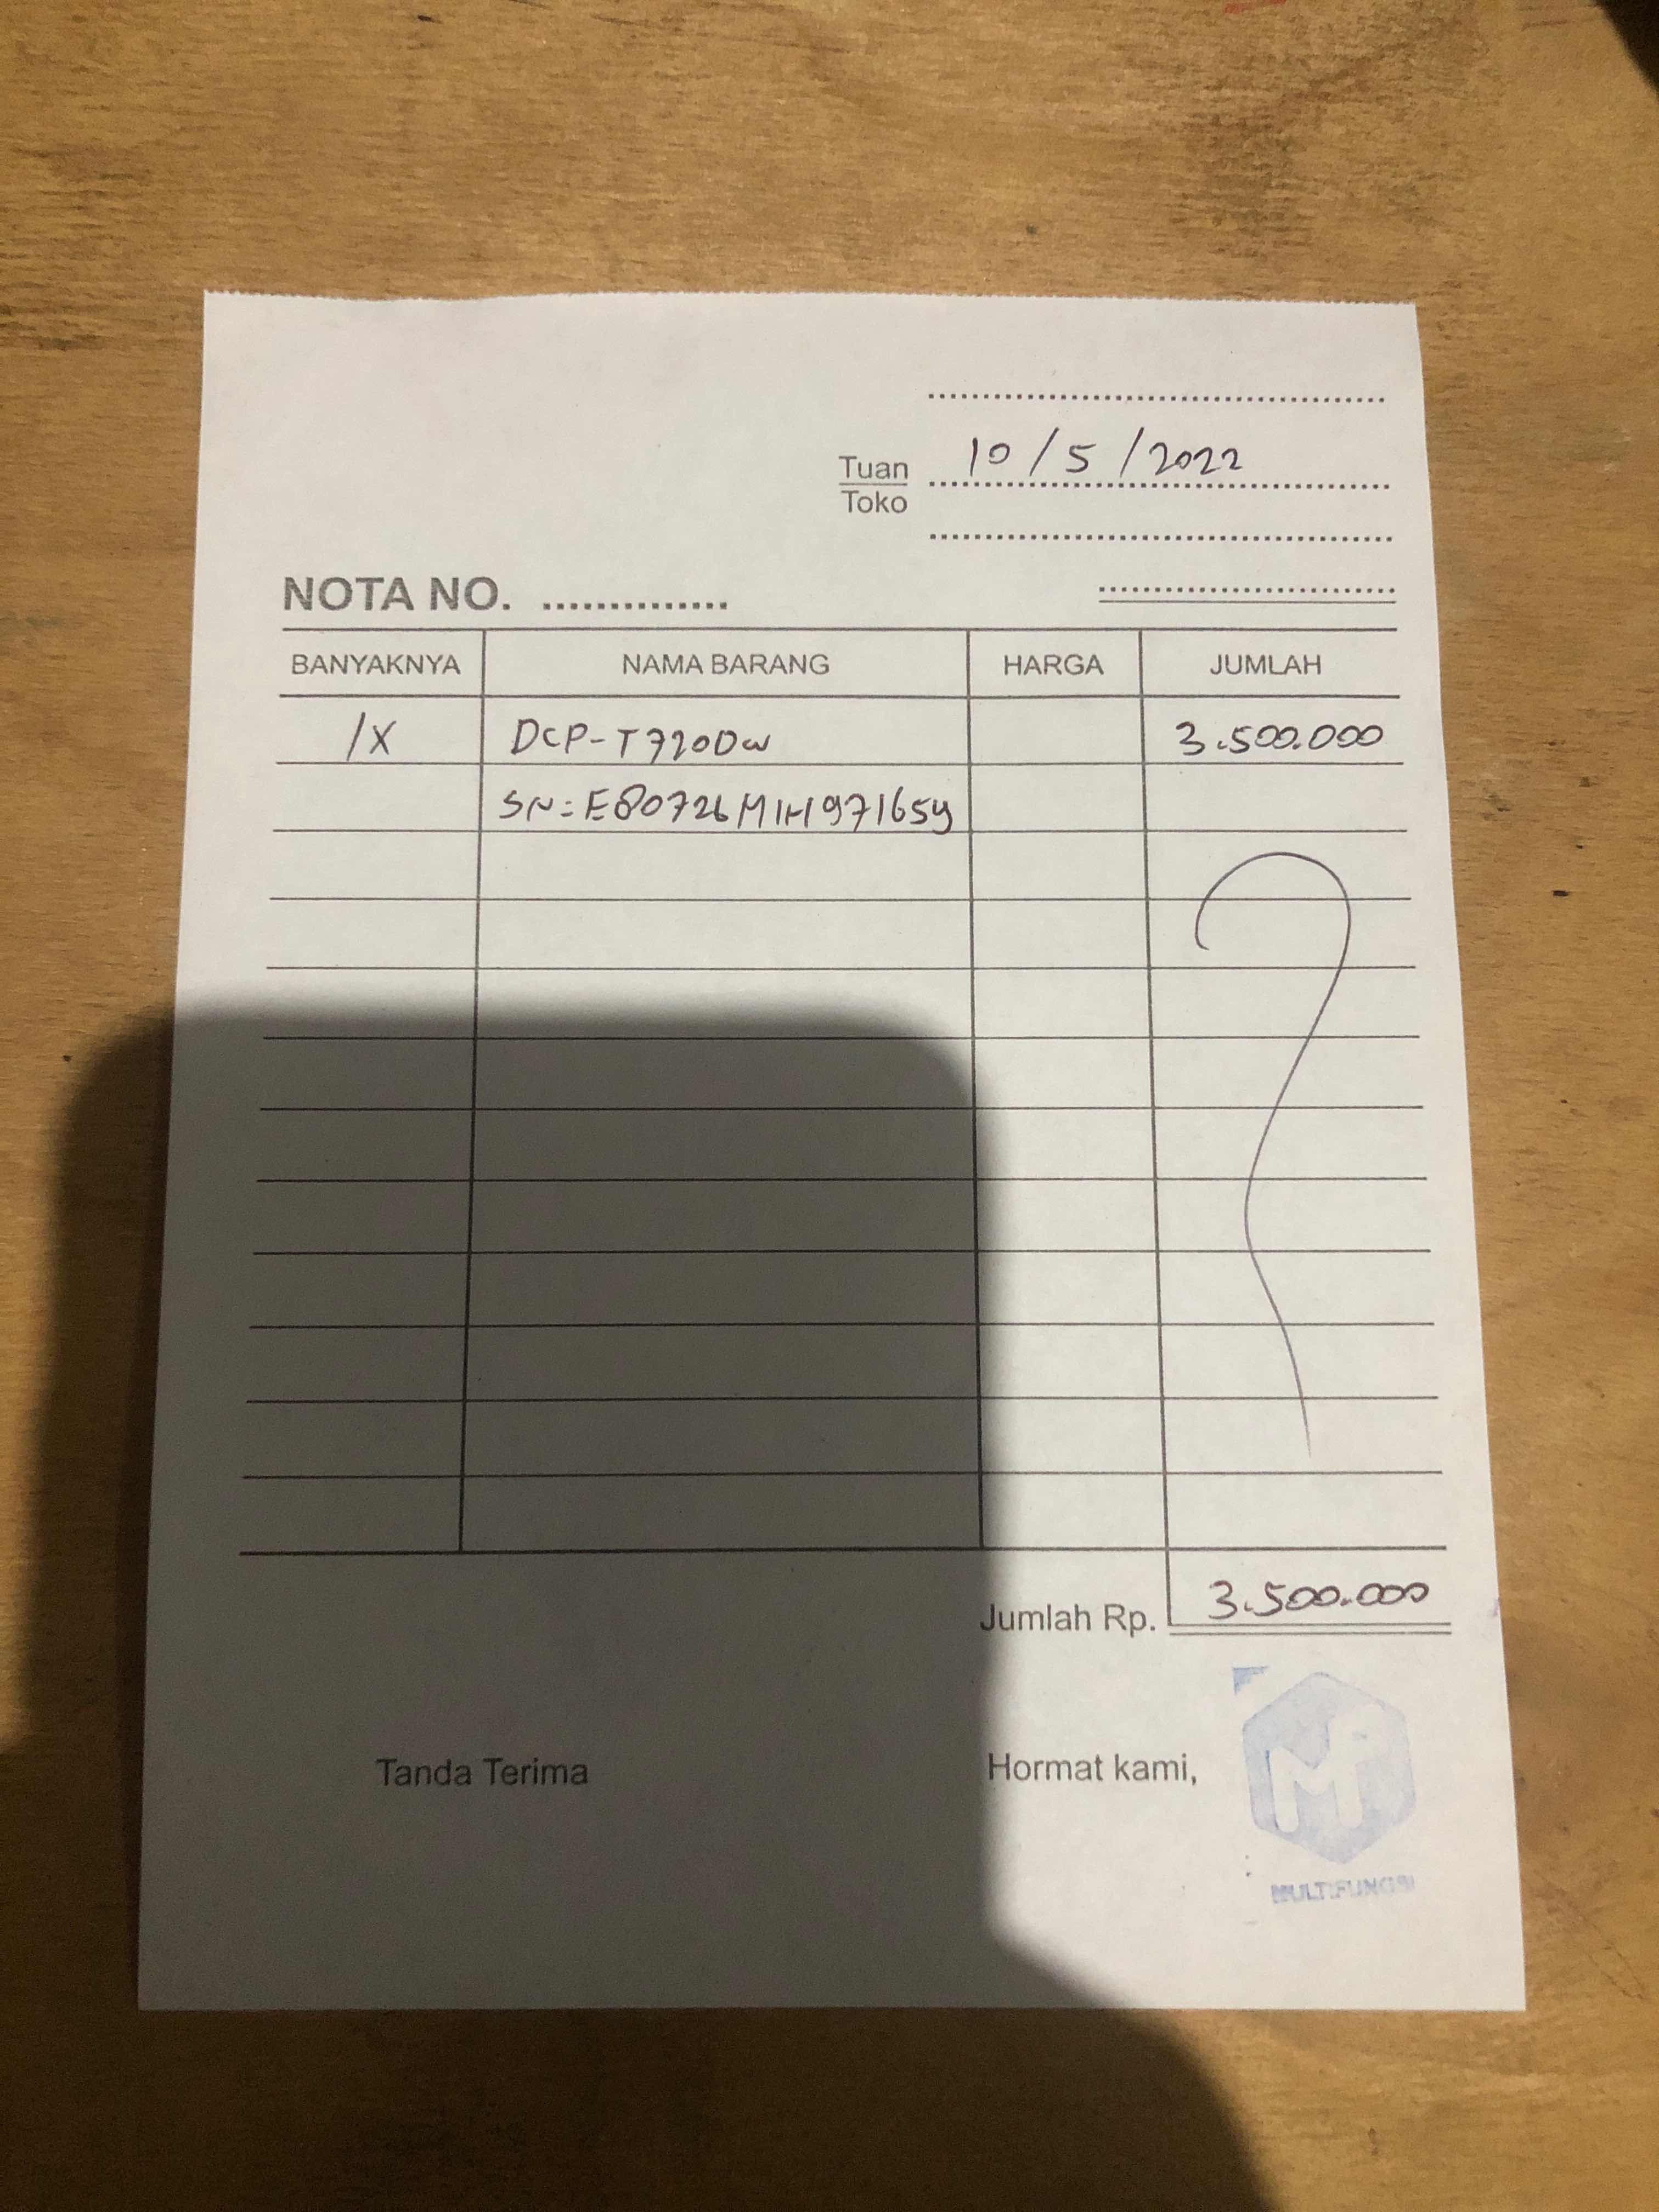 10/5/2022
Tuan
Toko
NOTA NO.
BANYAKNYA NAMA BARANG HARGA JUMLAH
1X DCP-T720DW 3.500.000
SN=E80726M1H971659
Jumlah Rp. 3.500.000
Tanda Terima Hormat kami,
MF
MULTIFUNGSI